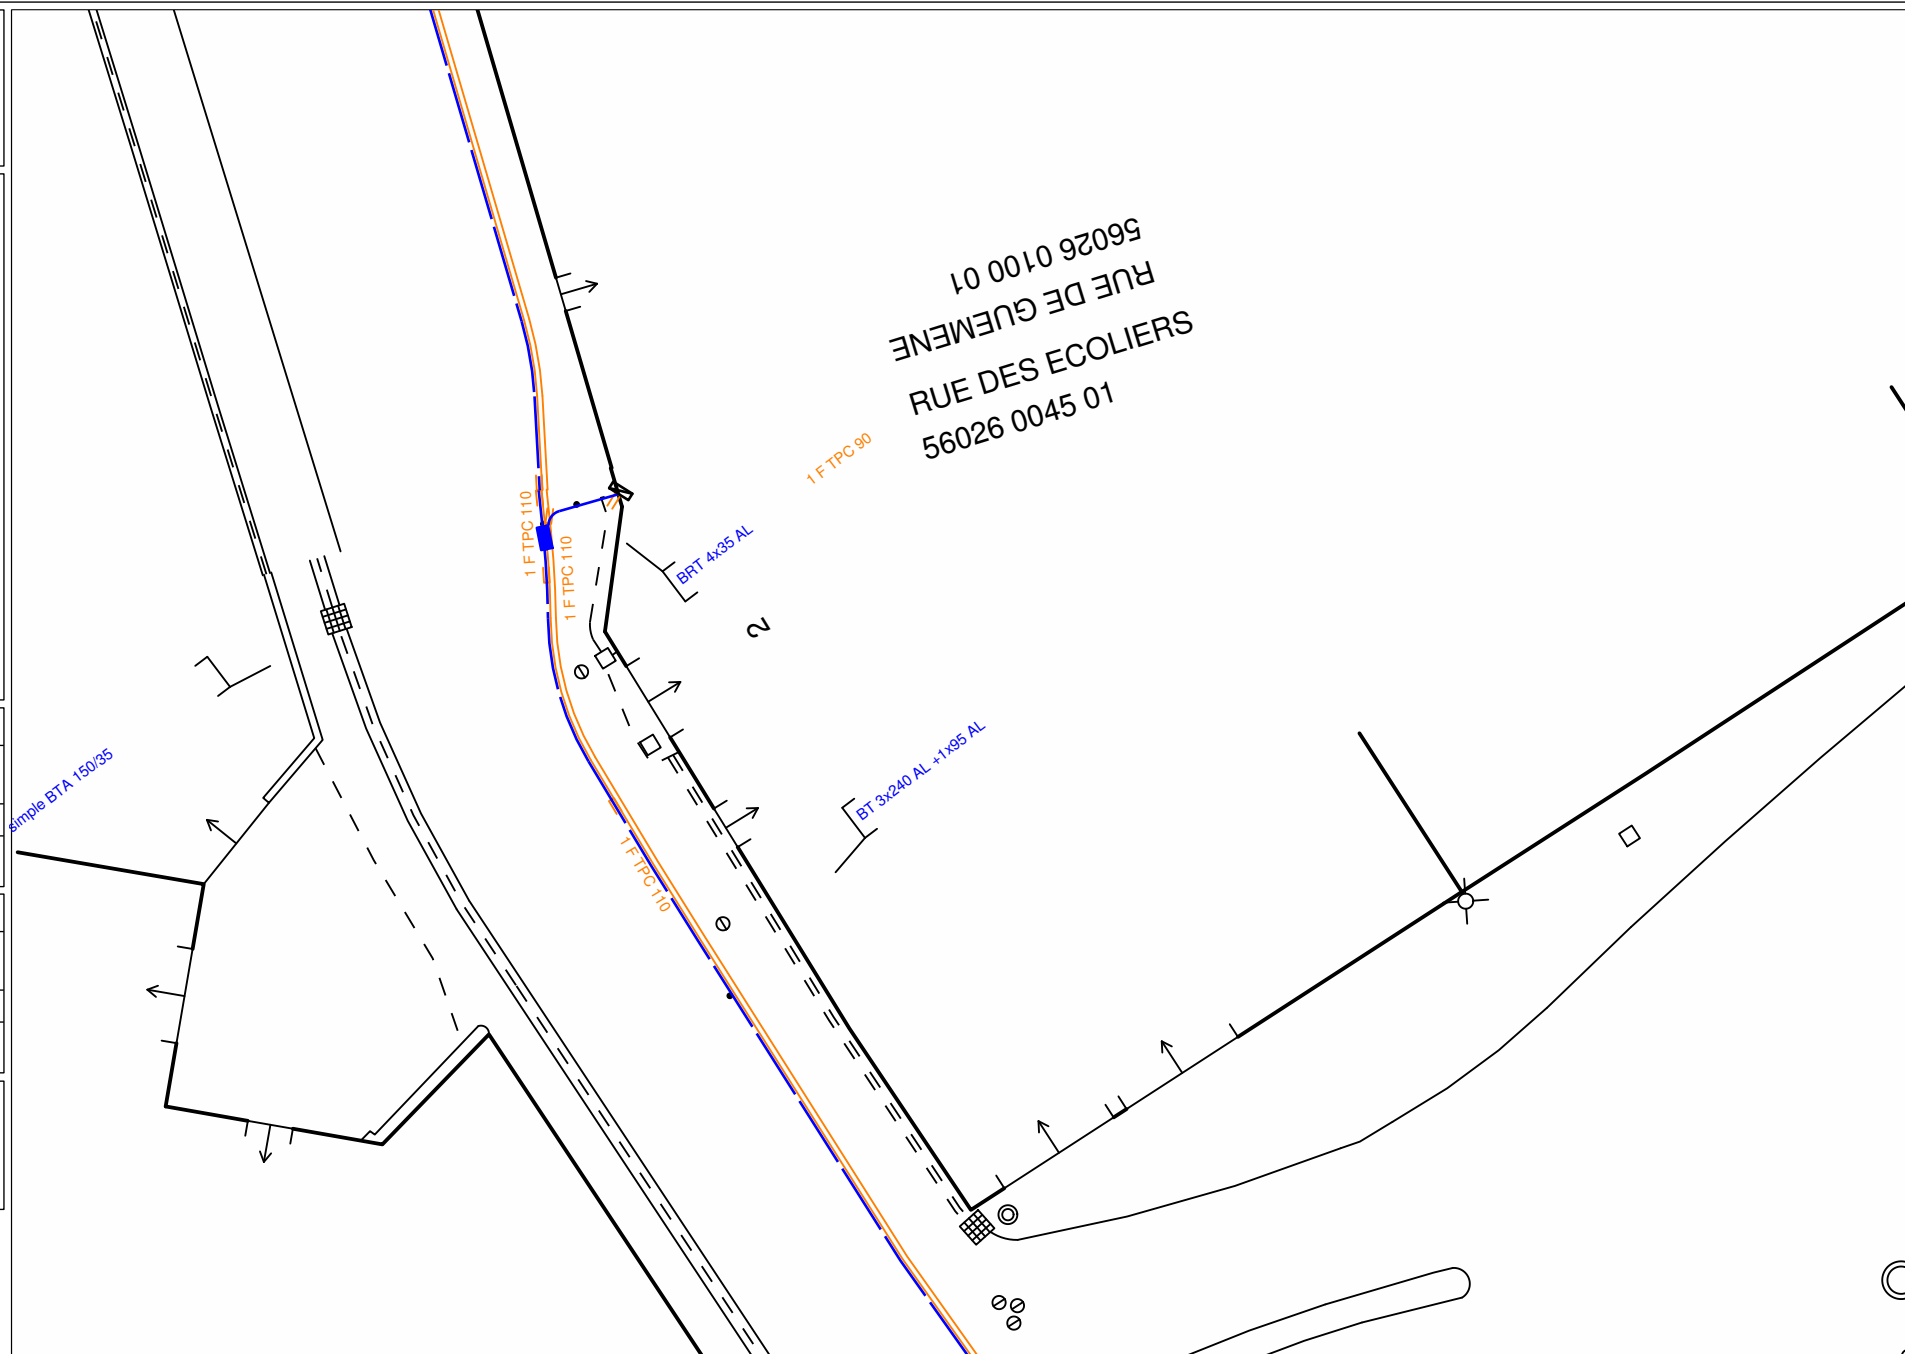 56026 0100 01
RUE DE GUEMENE
RUE DES ECOLIERS
56026 0045 01
1 F TPC 90
1 F TPC 110
1 F TPC 110
BRT 4x35 AL
2
BT 3x240 AL +1x95 AL
simple BTA 150/35
1 F TPC 110